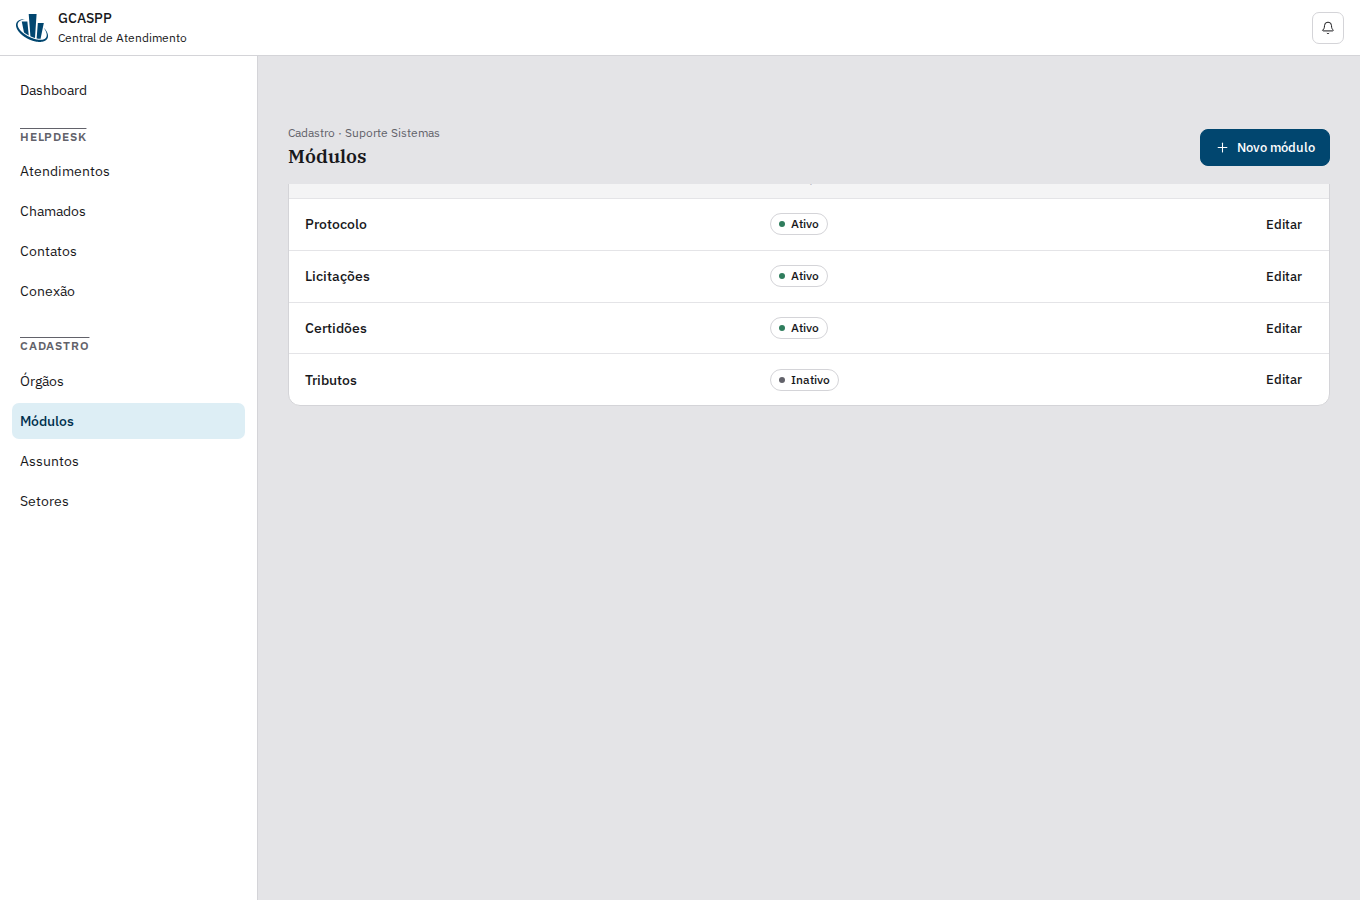 GCASPP
Central de Atendimento
Dashboard
HELPDESK
Atendimentos
Chamados
Contatos
Conexão
CADASTRO
Órgãos
Módulos
Assuntos
Setores
Cadastro · Suporte Sistemas
Módulos
Novo módulo
Protocolo Ativo Editar
Licitações Ativo Editar
Certidões Ativo Editar
Tributos Inativo Editar